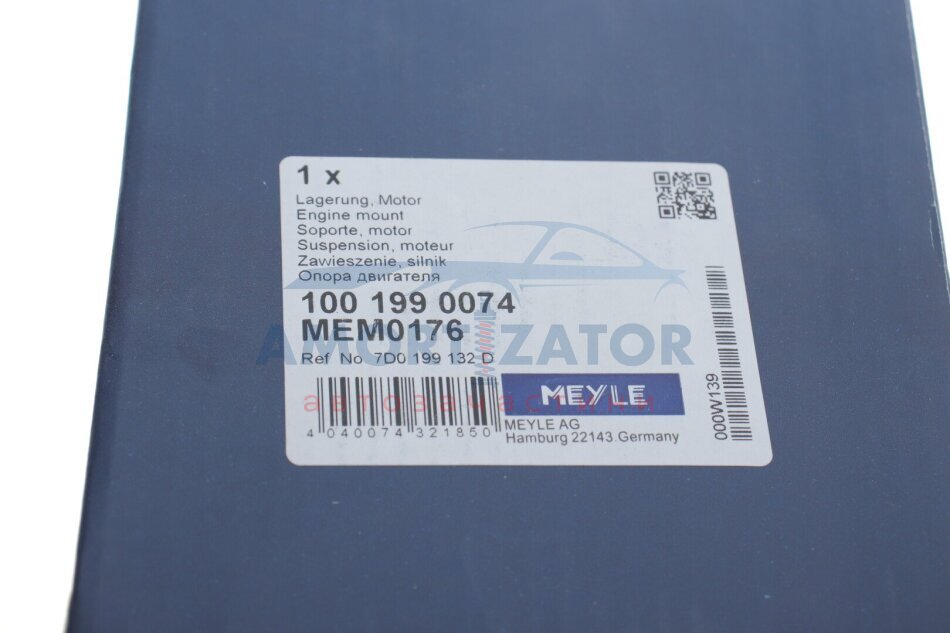 1 x
Lagerung, Motor
Engine mount
Soporte, motor
Suspension, moteur
Zawieszenie, silnik
Опора двигателя
100 199 0074
MEM0176
AMORTIZATOR
Ref No. 7D0 199 132 D
MEYLE
автозапчастини
4 040074 321850
MEYLE AG
Hamburg 22143.Germany
000W139